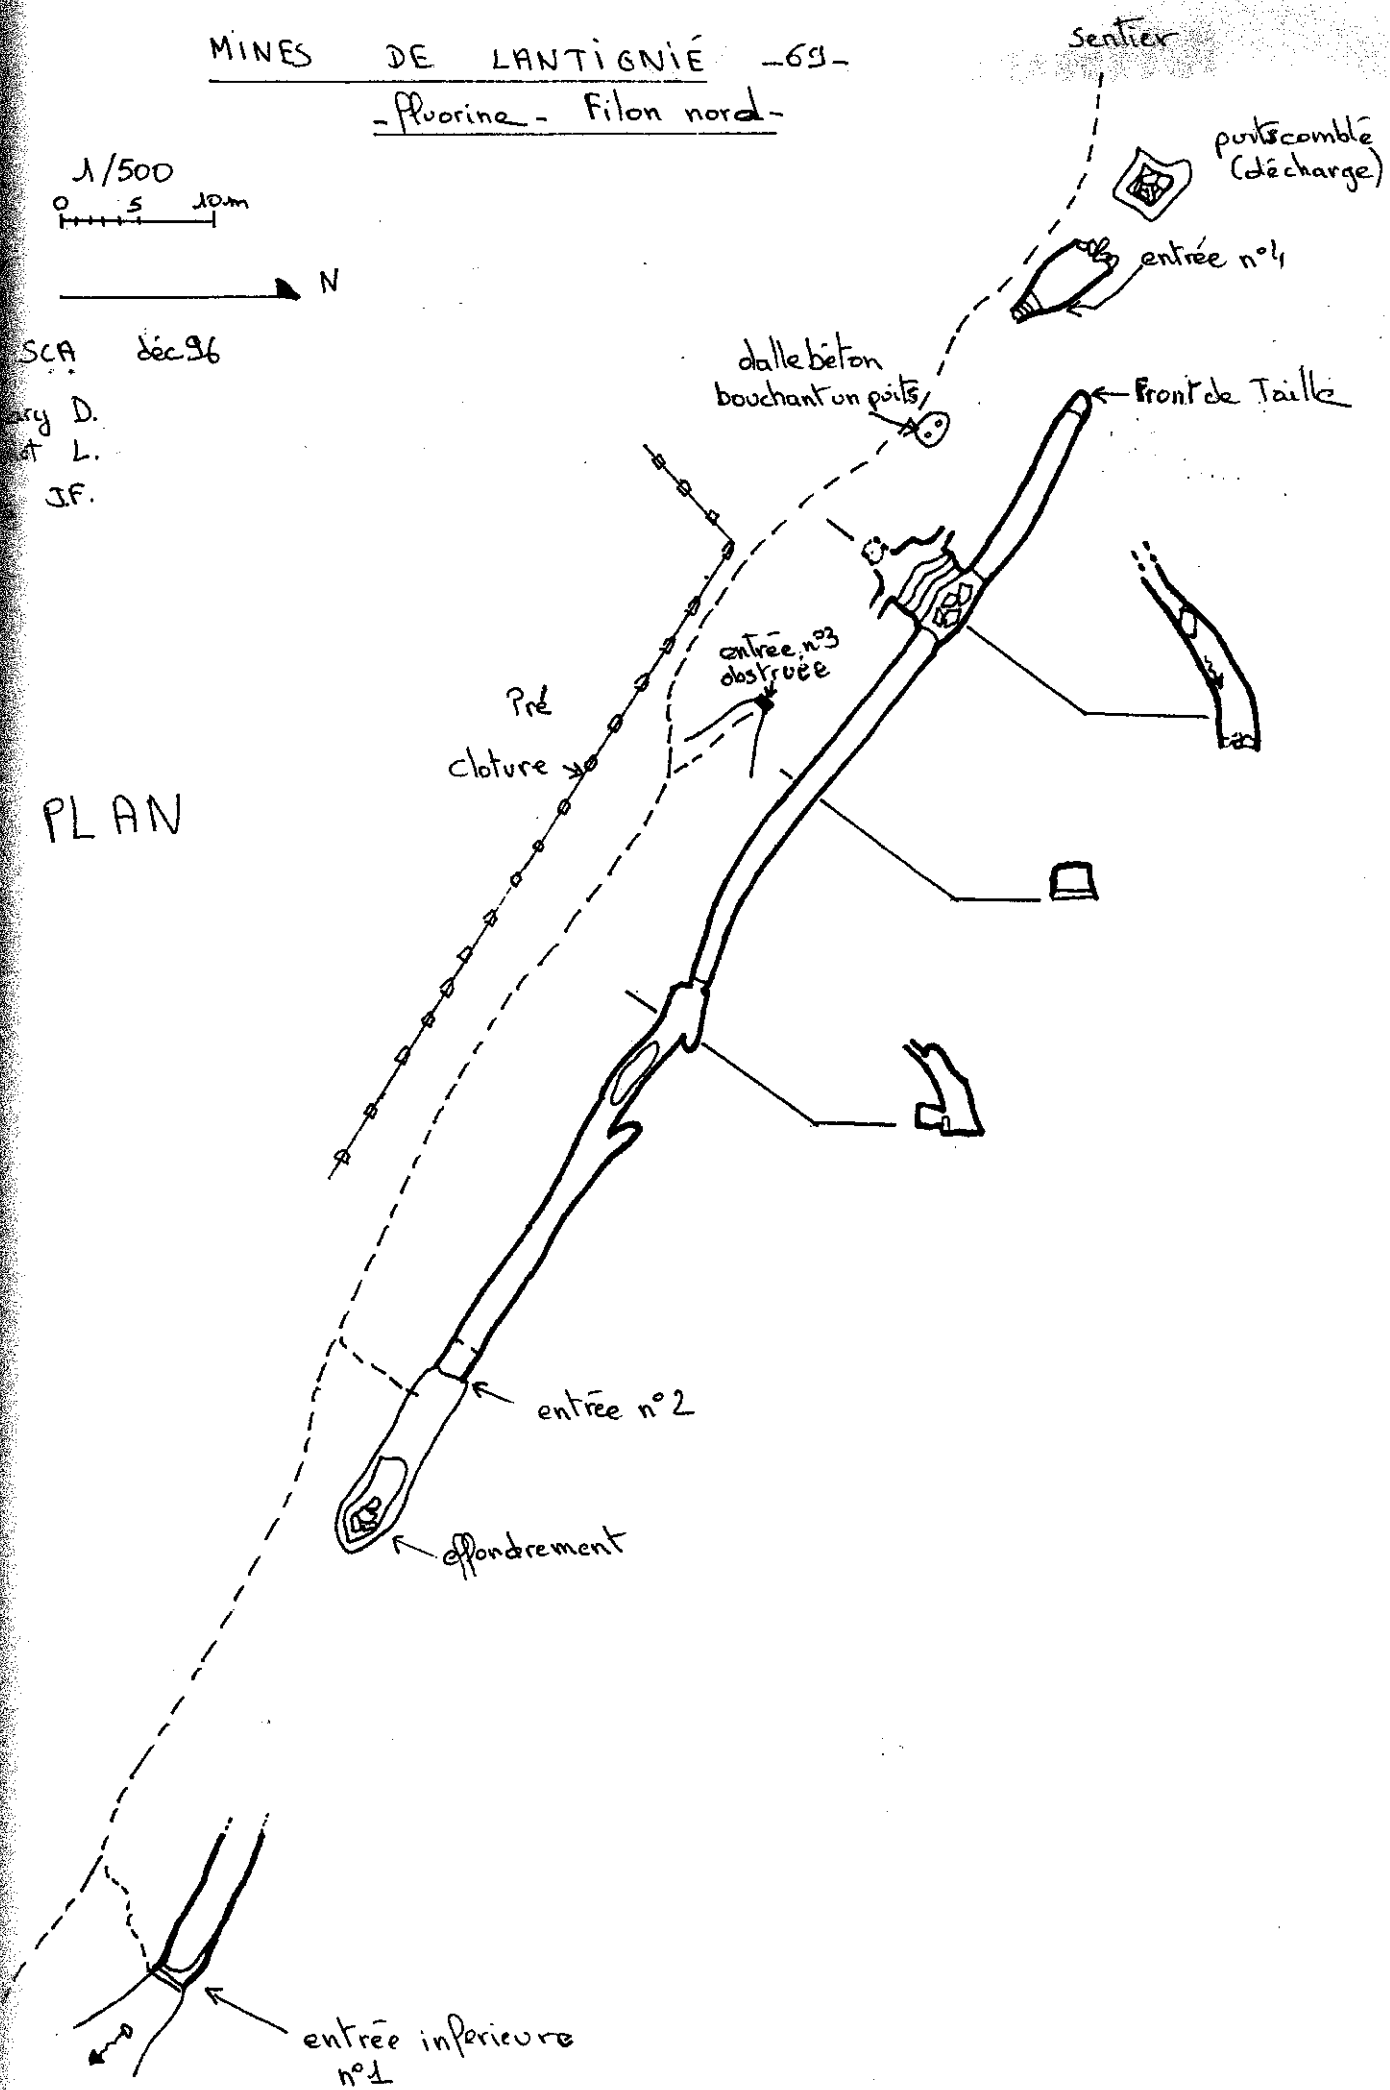 MINES DE LANTIGNIÉ -69-
- fluorine - Filon nord -
sentier
1/500
0 5 10m
N
puits comblé
(décharge)
entrée n°4
SCA déc 96
D.
L.
J.F.
dalle béton
bouchant un puits
Front de Taille
entrée n°3
obstruée
Pré
cloture
PLAN
entrée n°2
effondrement
entrée inferieure
n°1